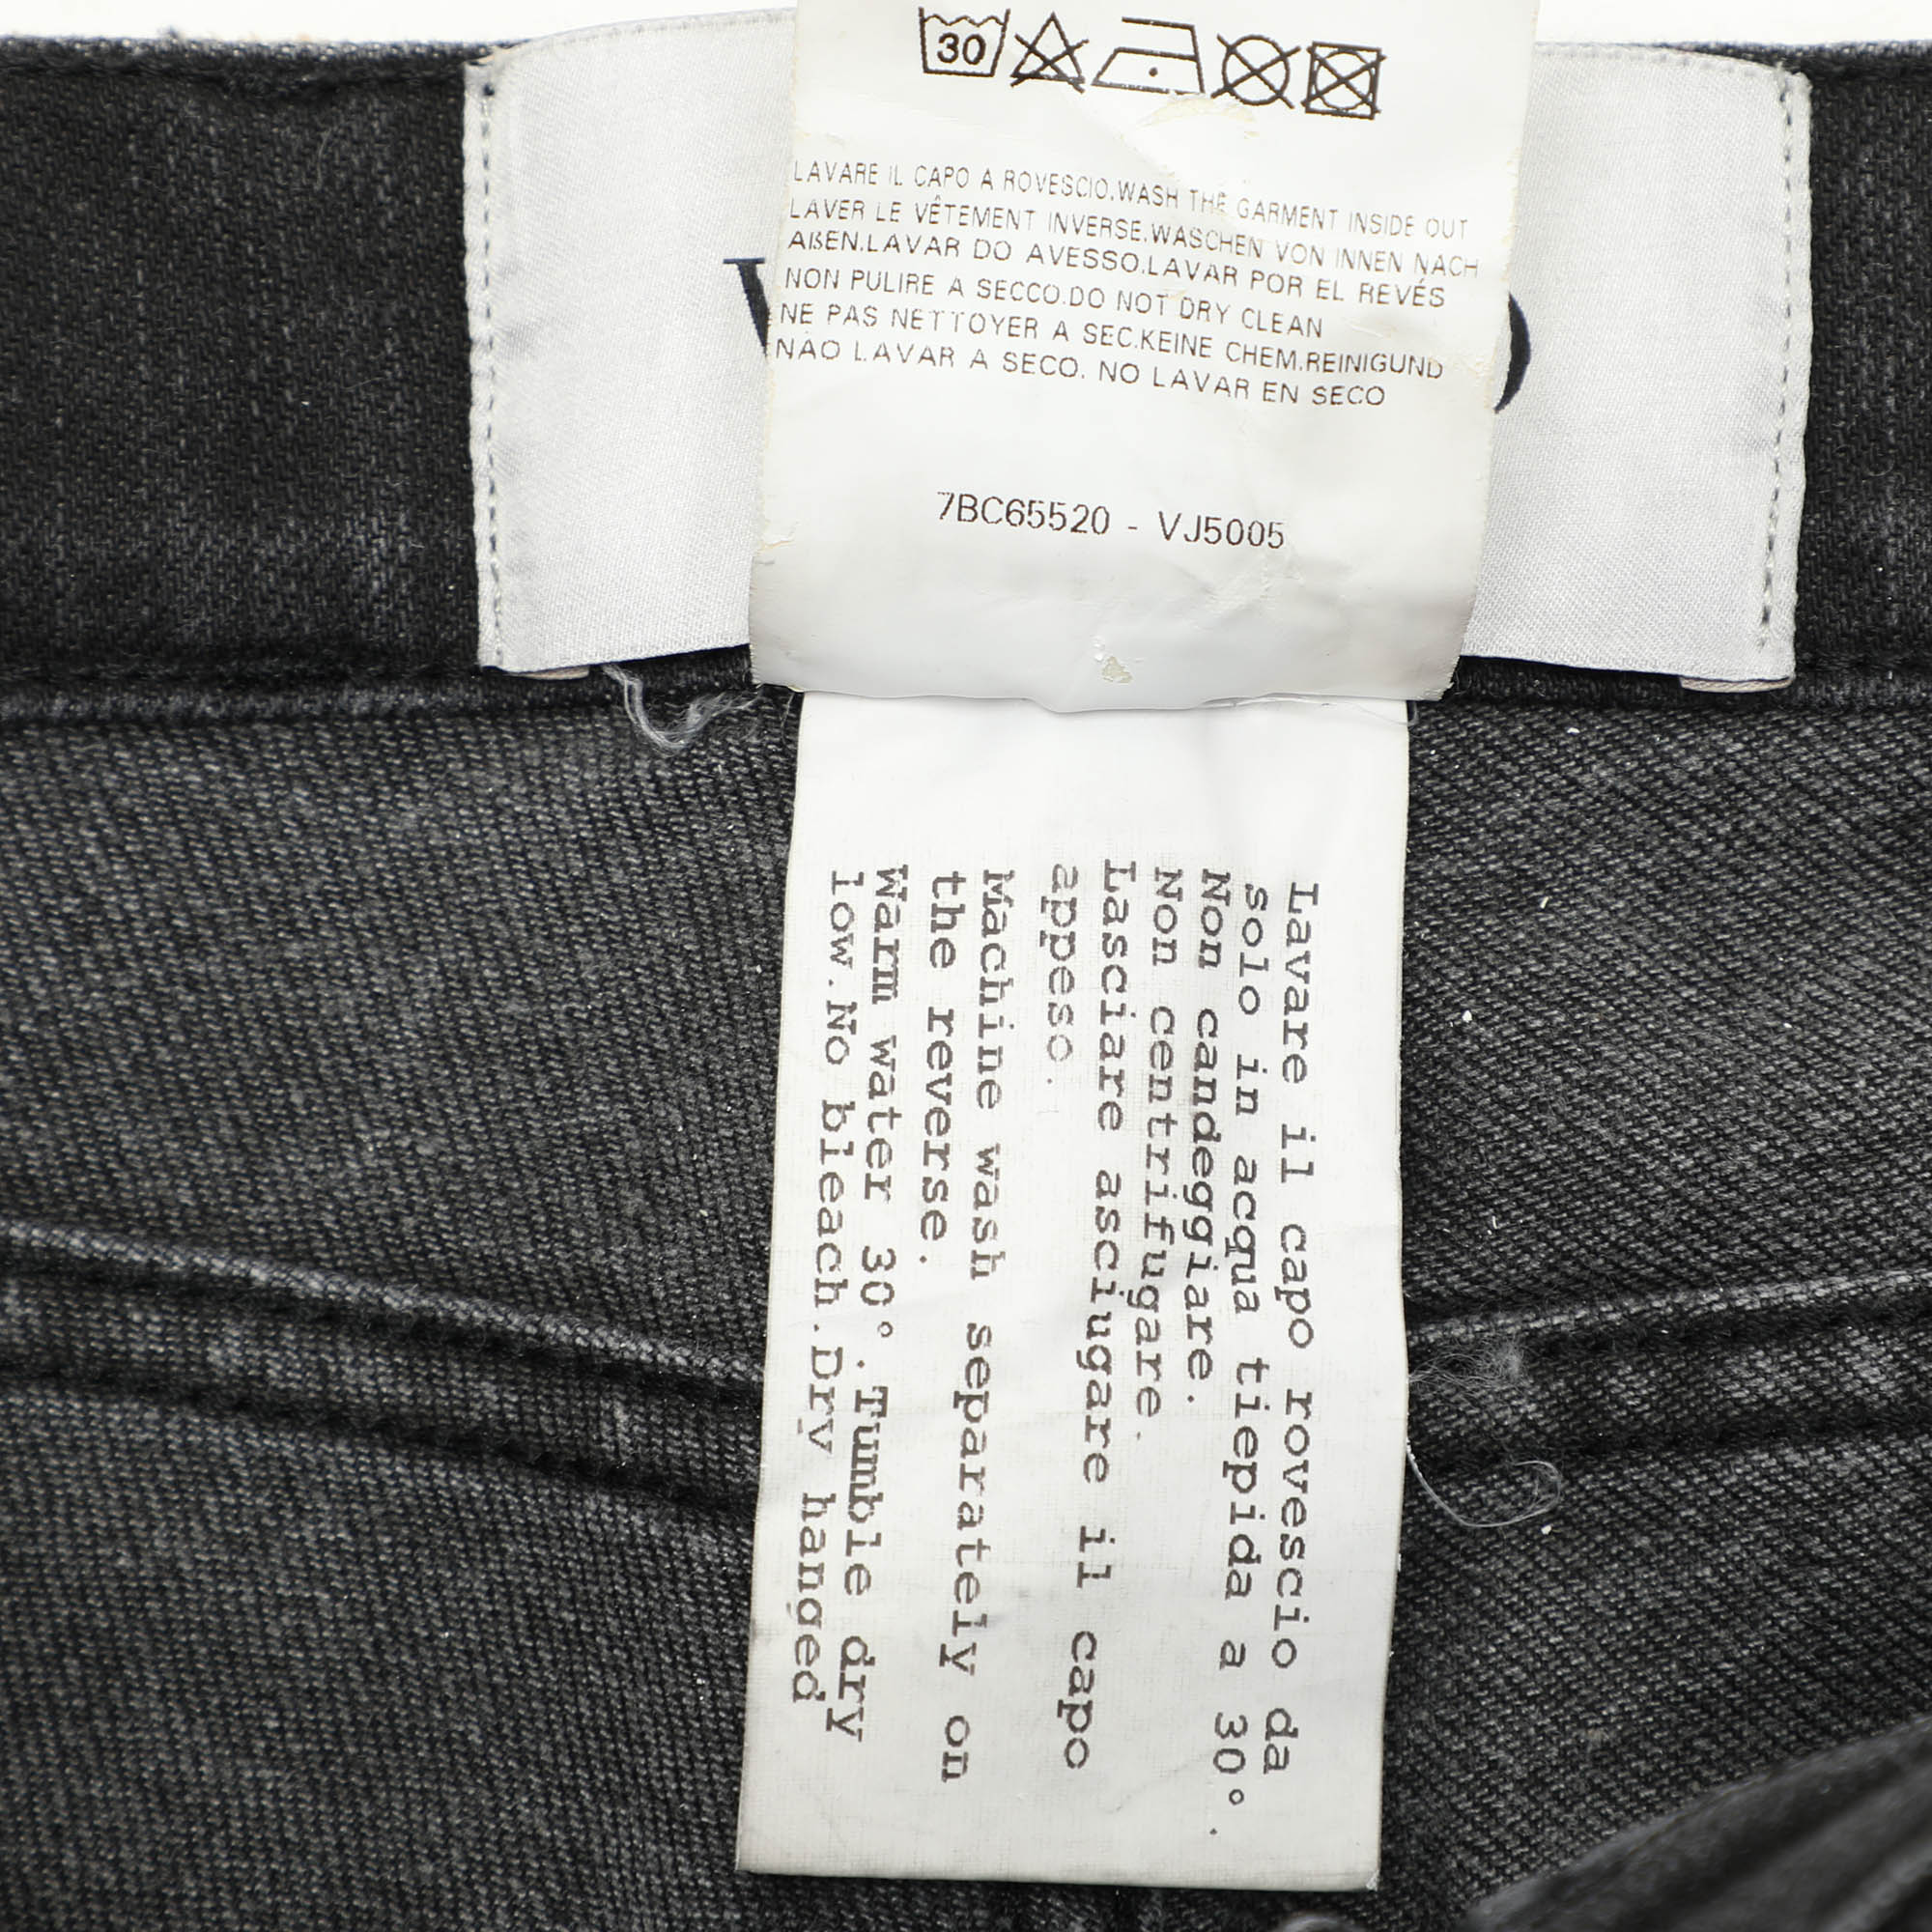 30
LAVARE IL CAPO A ROVESCIO.WASH THE GARMENT INSIDE OUT
LAVER LE VÊTEMENT INVERSE.WASCHEN VON INNEN NACH
AßEN.LAVAR DO AVESSO.LAVAR POR EL REVÉS
NON PULIRE A SECCO.DO NOT DRY CLEAN
NE PAS NETTOYER A SEC.KEINE CHEM.REINIGUND
NAO LAVAR A SECO. NO LAVAR EN SECO
7BC65520 - VJ5005
Lavare il capo rovescio da
solo in acqua tiepida a 30°.
Non candeggiare.
Non centrifugare.
Lasciare asciugare il capo
appeso.
Machine wash separately on
the reverse.
Warm water 30°.Tumble dry
low.No bleach.Dry hanged